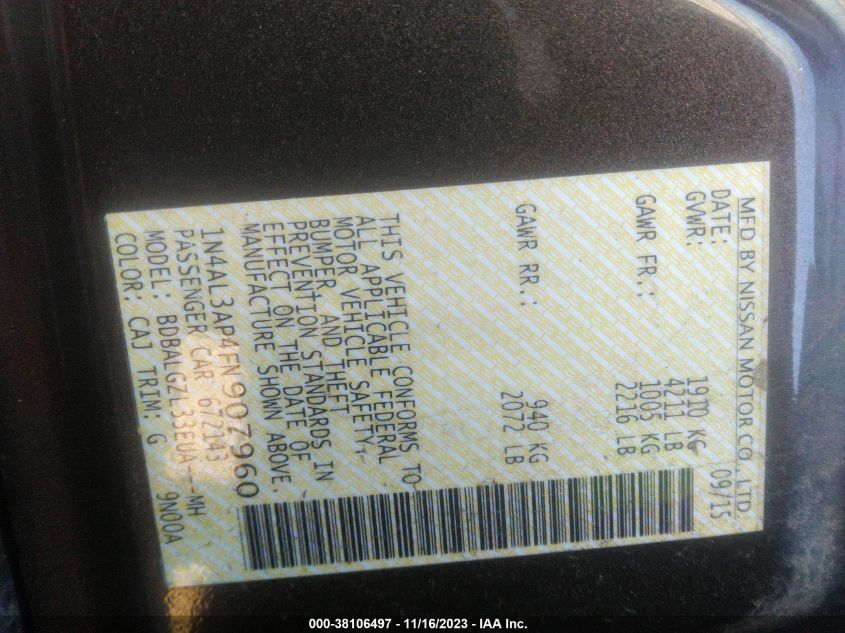 MFD BY NISSAN MOTOR CO., LTD.
DATE: 09/15
GVWR: 1910 KG
4211 LB
GAWR FR.: 1005 KG
2216 LB
GAWR RR.: 940 KG
2072 LB
THIS VEHICLE CONFORMS TO
ALL APPLICABLE FEDERAL
MOTOR VEHICLE SAFETY,
BUMPER AND THEFT
PREVENTION STANDARDS IN
EFFECT ON THE DATE OF
MANUFACTURE SHOWN ABOVE.
1N4AL3AP4FN907960
PASSENGER CAR MH
MODEL: BDBALGZL33EUA--- 9N00A
COLOR: CAJ TRIM: G
000-38106497 - 11/16/2023 - IAA Inc.